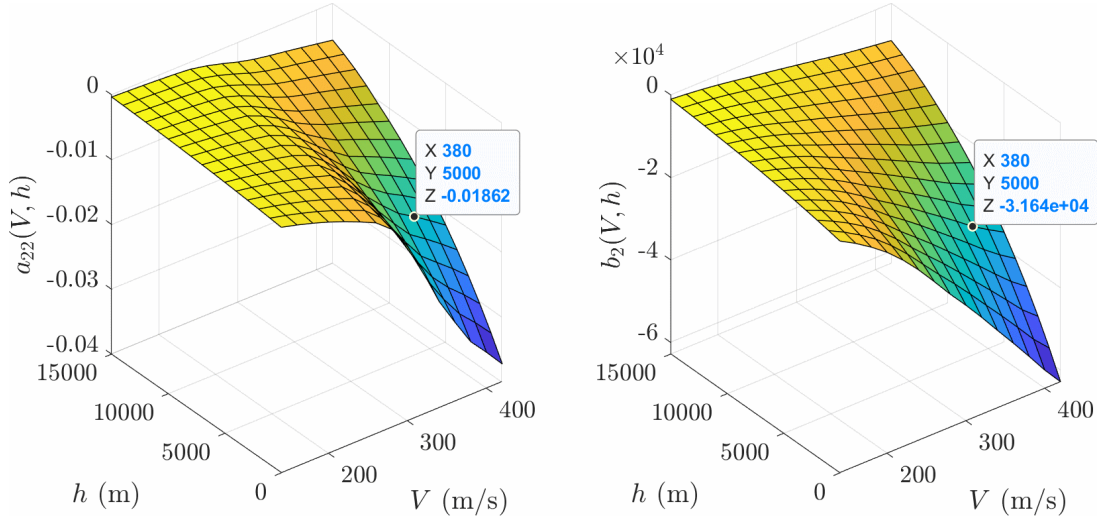 0
-0.01
-0.02
-0.03
-0.04
a₂₂(V, h)
15000
10000
5000
0
h (m)
200
300
400
V (m/s)
X 380
Y 5000
Z -0.01862
×10⁴
0
-2
-4
-6
b₂(V, h)
15000
10000
5000
0
h (m)
200
300
400
V (m/s)
X 380
Y 5000
Z -3.164e+04